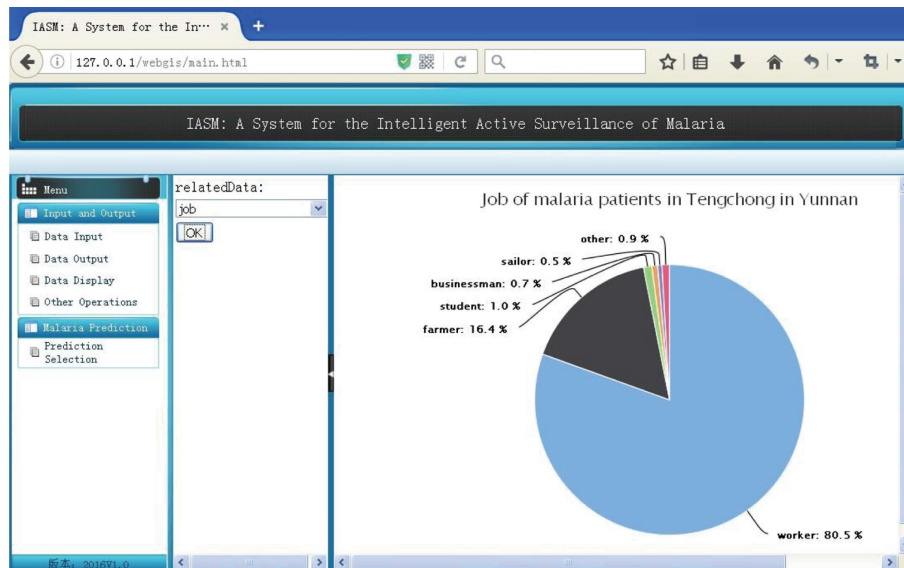 IASM: A System for the In… × +
127.0.0.1/webgis/main.html
IASM: A System for the Intelligent Active Surveillance of Malaria
Menu
Input and Output
Data Input
Data Output
Data Display
Other Operations
Malaria Prediction
Prediction
Selection
版本: 2016V1.0
relatedData:
job
OK
Job of malaria patients in Tengchong in Yunnan
other: 0.9 %
sailor: 0.5 %
businessman: 0.7 %
student: 1.0 %
farmer: 16.4 %
worker: 80.5 %